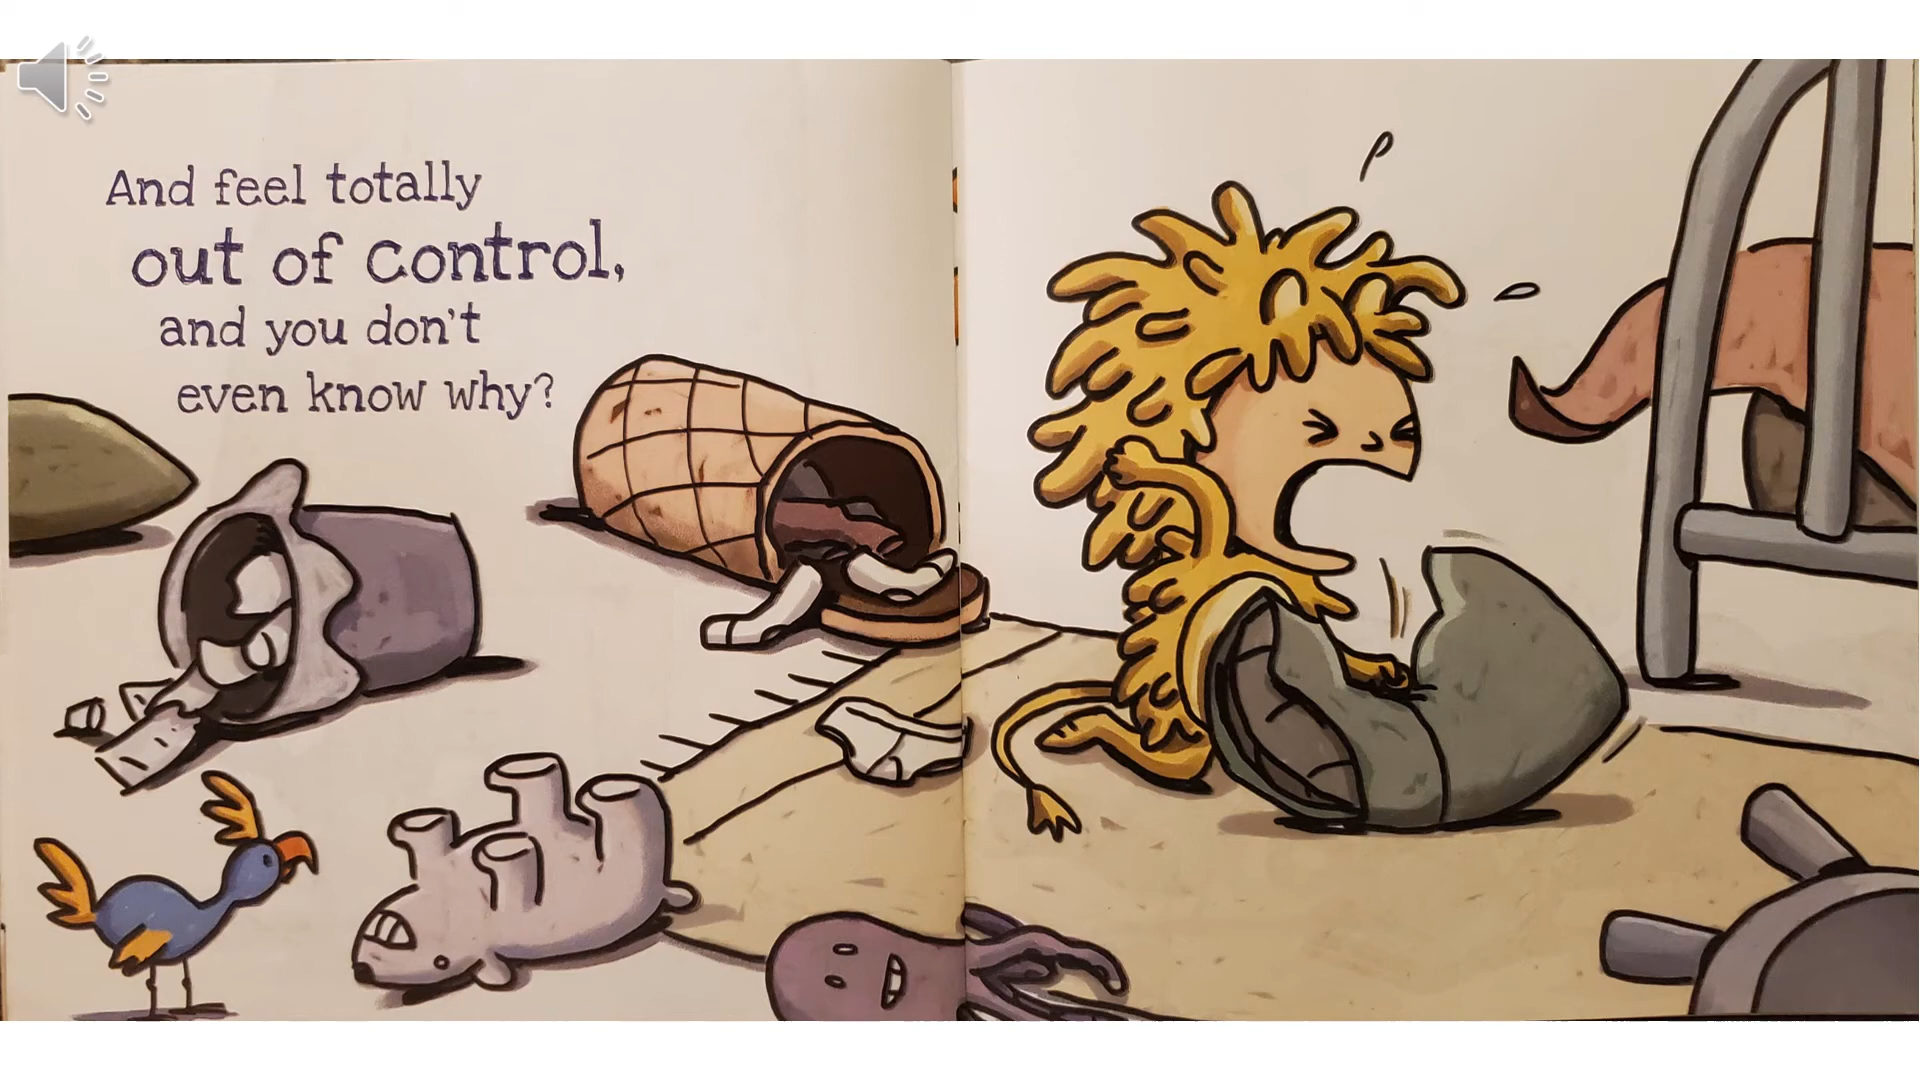 And feel totally
out of control,
and you don't
even know why?